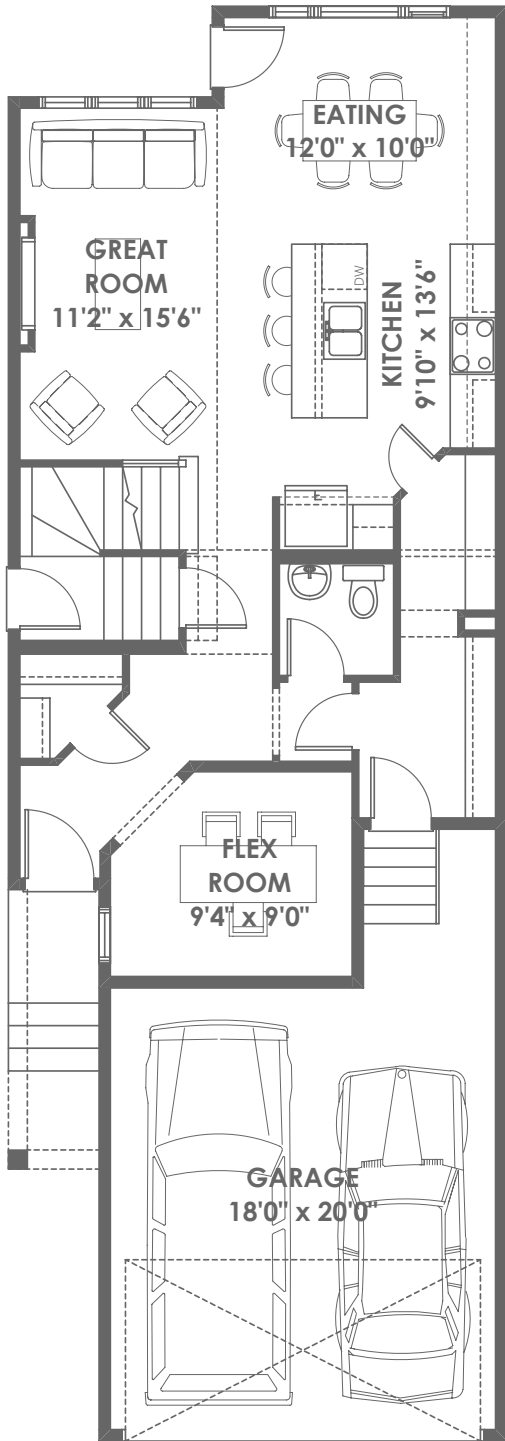 EATING
12'0" x 10'0"
GREAT
ROOM
11'2" x 15'6"
DW
KITCHEN
9'10" x 13'6"
FLEX
ROOM
9'4" x 9'0"
GARAGE
18'0" x 20'0"